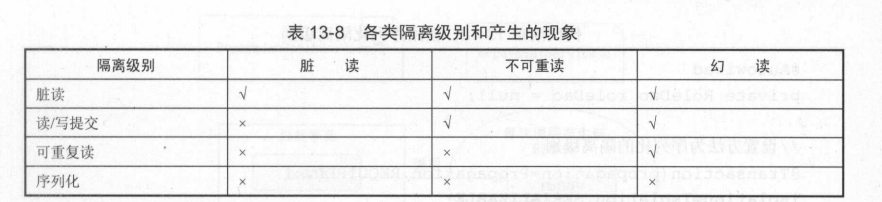 表 13-8 各类隔离级别和产生的现象
隔离级别 脏 读 不可重读 幻 读
脏读 √ √ √
读/写提交 × √ √
可重复读 × × √
序列化 × × ×